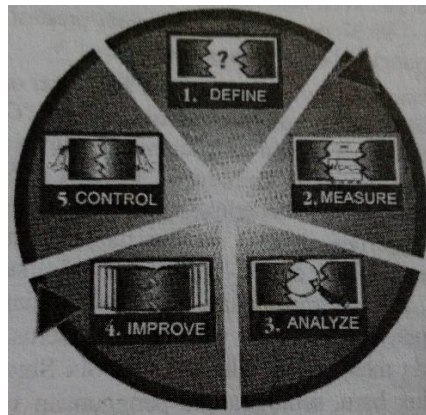 ?
1. DEFINE
2. MEASURE
3. ANALYZE
4. IMPROVE
5. CONTROL